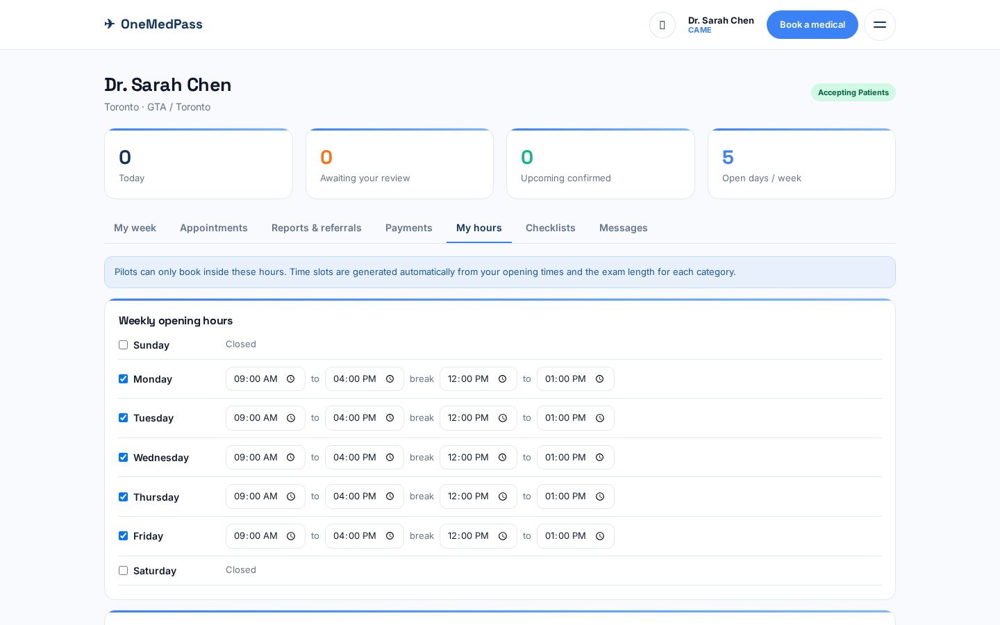 ✈ OneMedPass
Dr. Sarah Chen
CAME
Book a medical
Dr. Sarah Chen
Toronto · GTA / Toronto
Accepting Patients
0
Today
0
Awaiting your review
0
Upcoming confirmed
5
Open days / week
My week Appointments Reports & referrals Payments My hours Checklists Messages
Pilots can only book inside these hours. Time slots are generated automatically from your opening times and the exam length for each category.
Weekly opening hours
Sunday Closed
Monday 09:00 AM to 04:00 PM break 12:00 PM to 01:00 PM
Tuesday 09:00 AM to 04:00 PM break 12:00 PM to 01:00 PM
Wednesday 09:00 AM to 04:00 PM break 12:00 PM to 01:00 PM
Thursday 09:00 AM to 04:00 PM break 12:00 PM to 01:00 PM
Friday 09:00 AM to 04:00 PM break 12:00 PM to 01:00 PM
Saturday Closed